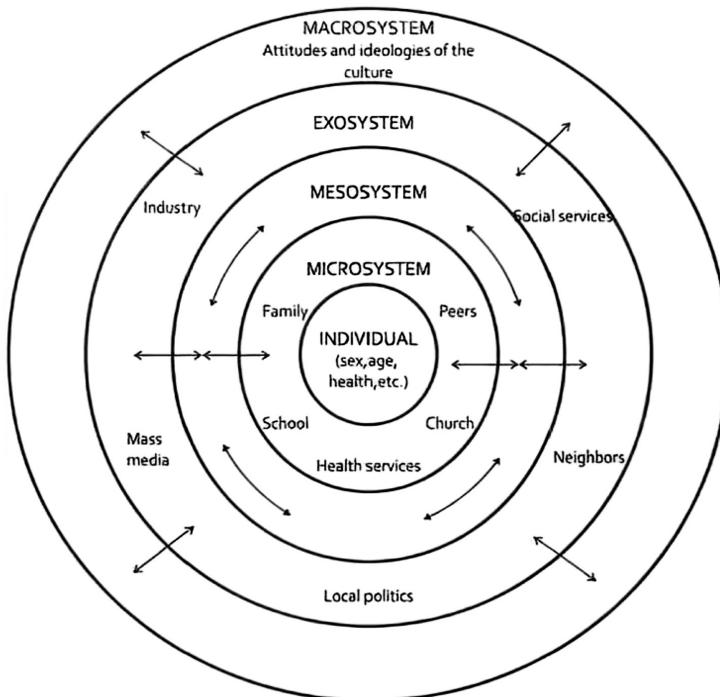 MACROSYSTEM
Attitudes and ideologies of the
culture
EXOSYSTEM
MESOSYSTEM
Industry
Social services
MICROSYSTEM
Family
Peers
INDIVIDUAL
(sex,age,
health,etc.)
School
Church
Mass
media
Health services
Neighbors
Local politics